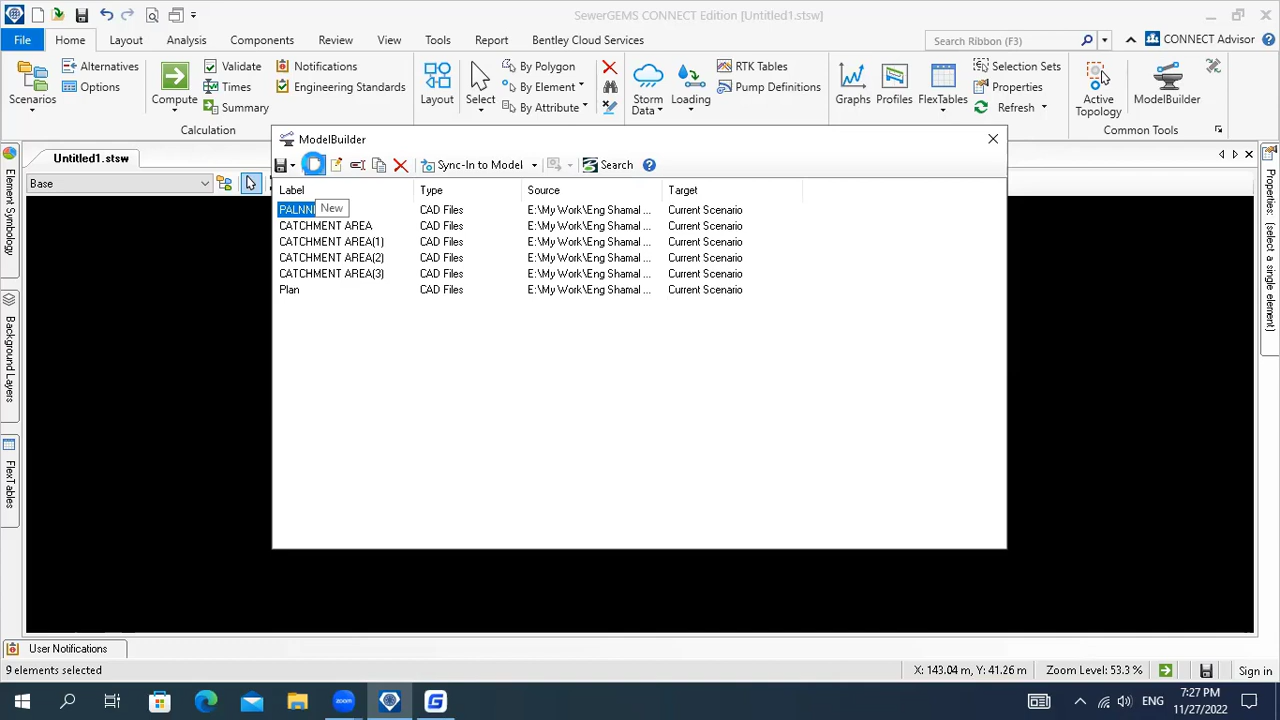 SewerGEMS CONNECT Edition [Untitled1.stsw]
File Home Layout Analysis Components Review View Tools Report Bentley Cloud Services Search Ribbon (F3) CONNECT Advisor
Scenarios Alternatives Options
Compute Validate Times Summary Notifications Engineering Standards
Calculation
Layout Select By Polygon By Element By Attribute
Storm Data Loading RTK Tables Pump Definitions
Graphs Profiles FlexTables Selection Sets Properties Refresh
Active Topology ModelBuilder
Common Tools
Untitled1.stsw
Base
Element Symbology
Background Layers
FlexTables
Properties: (select a single element)
ModelBuilder
Sync-In to Model Search
Label Type Source Target
PALNN CAD Files E:\My Work\Eng Shamal ... Current Scenario
New
CATCHMENT AREA CAD Files E:\My Work\Eng Shamal ... Current Scenario
CATCHMENT AREA(1) CAD Files E:\My Work\Eng Shamal ... Current Scenario
CATCHMENT AREA(2) CAD Files E:\My Work\Eng Shamal ... Current Scenario
CATCHMENT AREA(3) CAD Files E:\My Work\Eng Shamal ... Current Scenario
Plan CAD Files E:\My Work\Eng Shamal ... Current Scenario
User Notifications
9 elements selected X: 143.04 m, Y: 41.26 m Zoom Level: 53.3 % Sign in
ENG 7:27 PM
11/27/2022